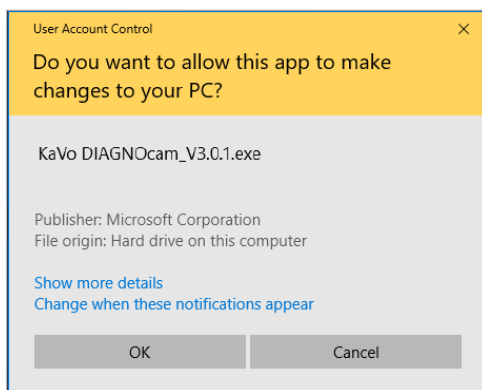 User Account Control
Do you want to allow this app to make
changes to your PC?
KaVo DIAGNOcam_V3.0.1.exe
Publisher: Microsoft Corporation
File origin: Hard drive on this computer
Show more details
Change when these notifications appear
OK
Cancel